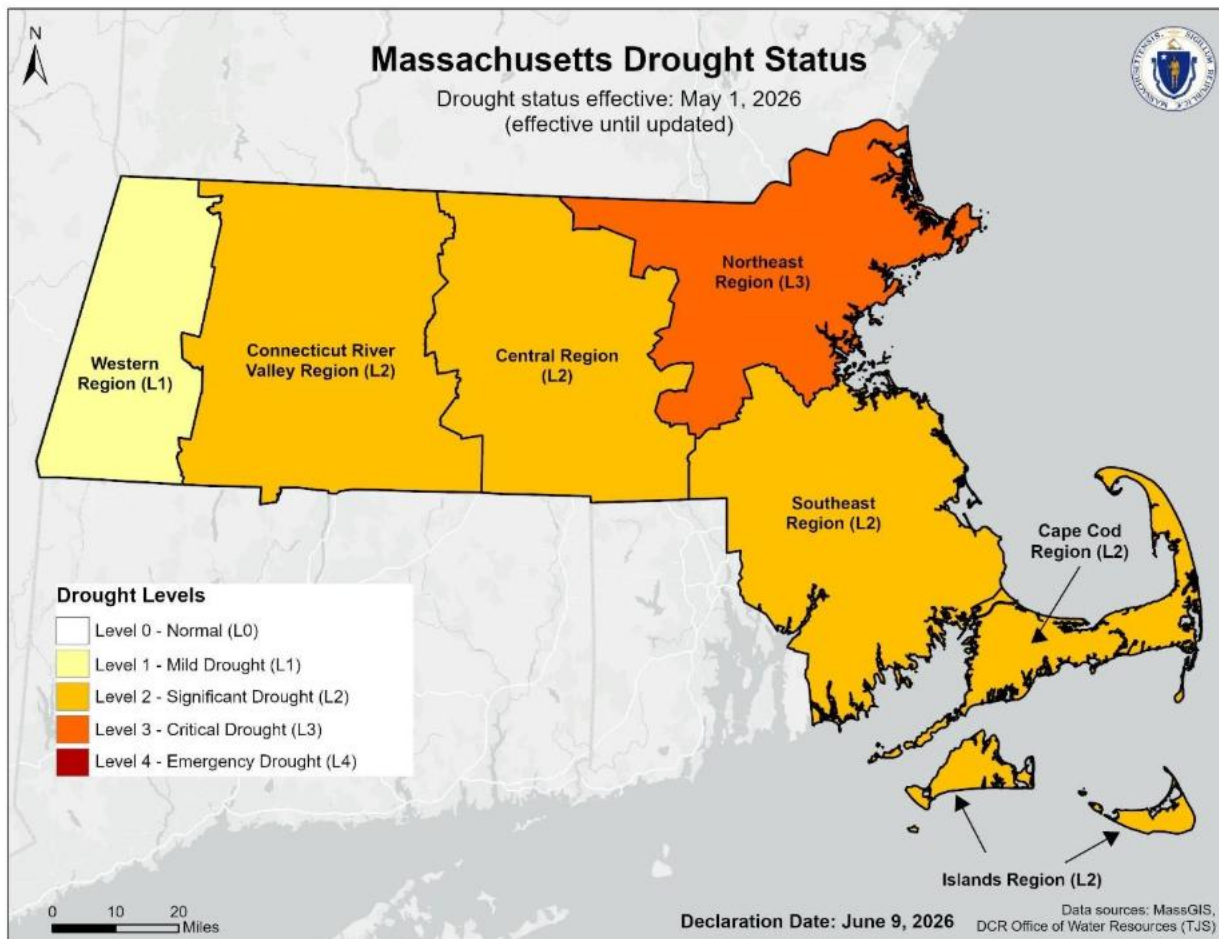 N
Massachusetts Drought Status
Drought status effective: May 1, 2026
(effective until updated)
Northeast
Region (L3)
Western
Region (L1)
Connecticut River
Valley Region (L2)
Central Region
(L2)
Southeast
Region (L2)
Cape Cod
Region (L2)
Drought Levels
Level 0 - Normal (L0)
Level 1 - Mild Drought (L1)
Level 2 - Significant Drought (L2)
Level 3 - Critical Drought (L3)
Level 4 - Emergency Drought (L4)
Islands Region (L2)
0 10 20
Miles
Declaration Date: June 9, 2026
Data sources: MassGIS,
DCR Office of Water Resources (TJS)